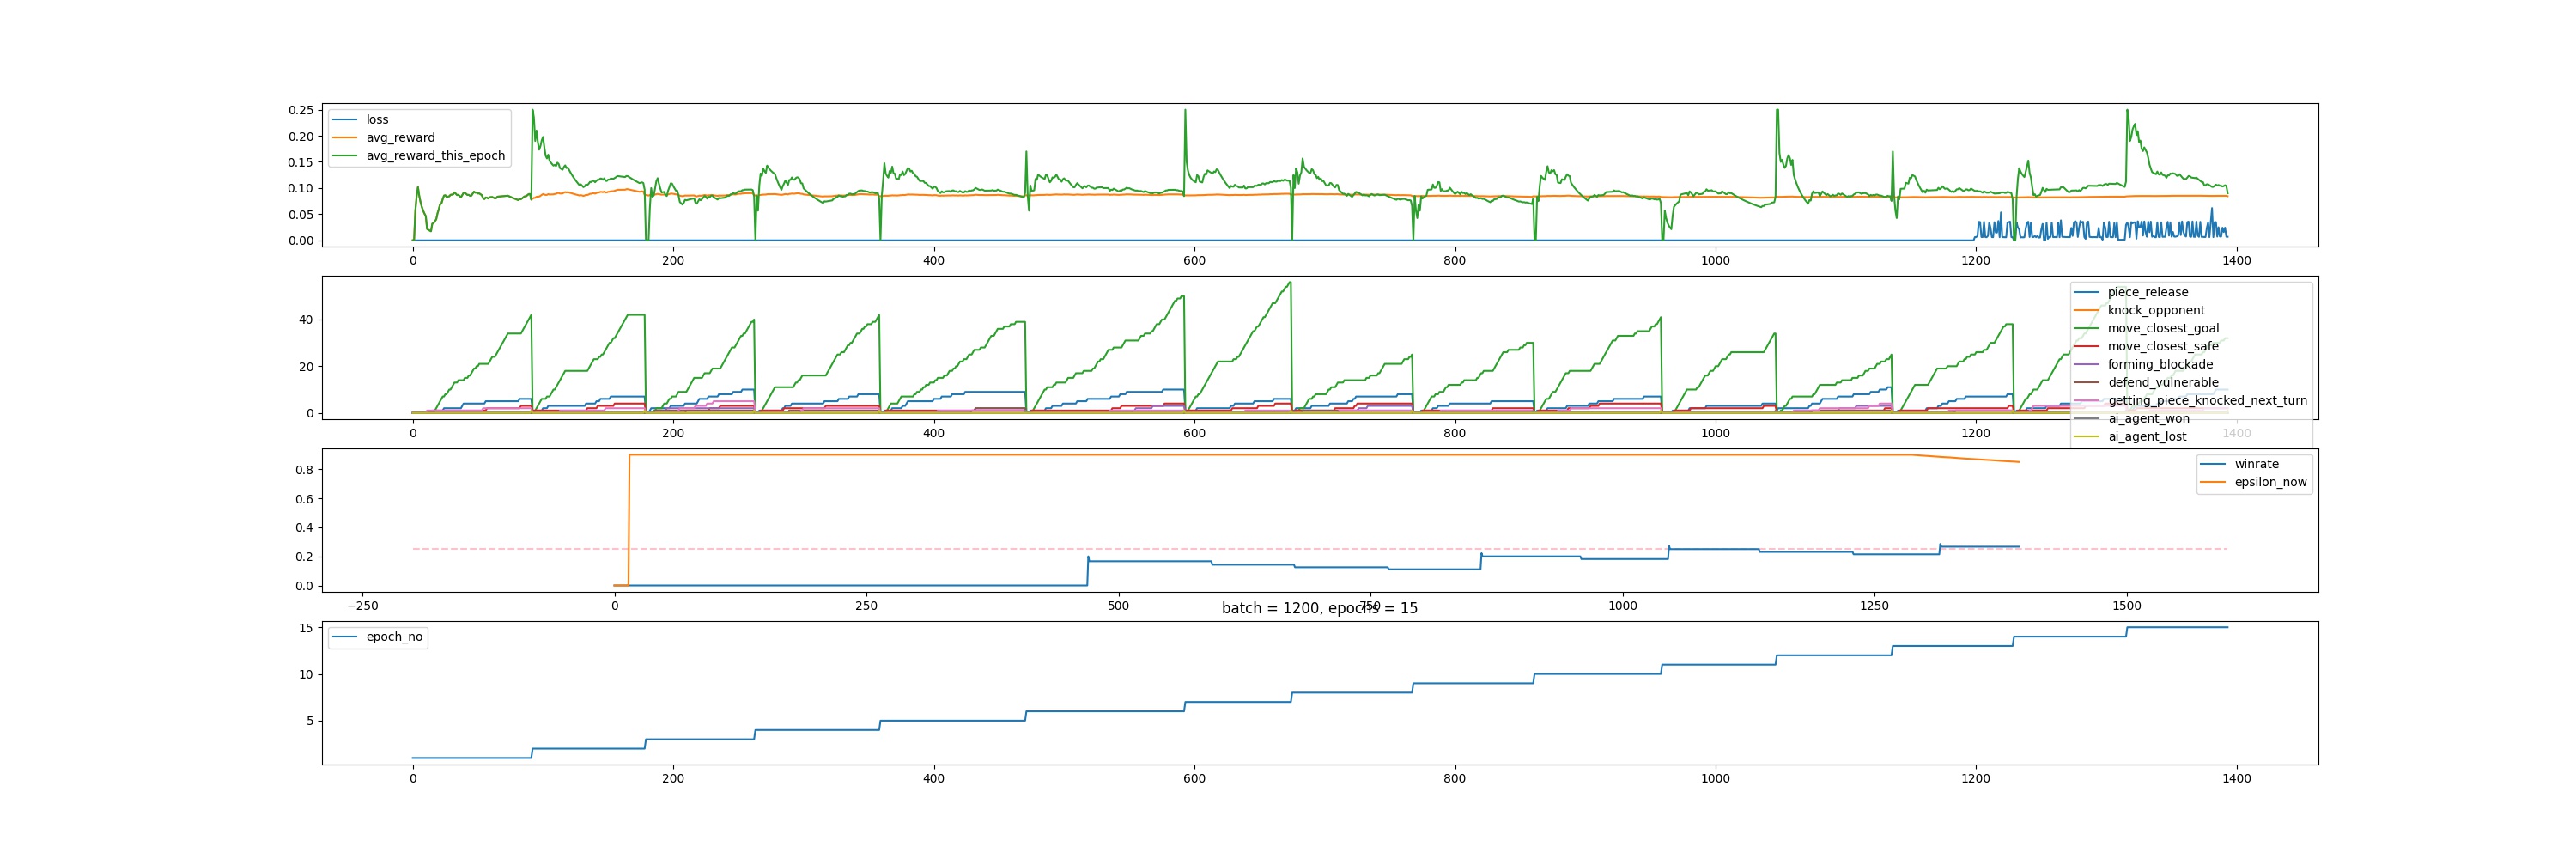 0.25
0.20
0.15
0.10
0.05
0.00
loss
avg_reward
avg_reward_this_epoch
0 200 400 600 800 1000 1200 1400
40
20
0
piece_release
knock_opponent
move_closest_goal
move_closest_safe
forming_blockade
defend_vulnerable
getting_piece_knocked_next_turn
ai_agent_won
ai_agent_lost
0 200 400 600 800 1000 1200 1400
0.8
0.6
0.4
0.2
0.0
winrate
epsilon_now
−250 0 250 500 750 1000 1250 1500
batch = 1200, epochs = 15
15
10
5
epoch_no
0 200 400 600 800 1000 1200 1400